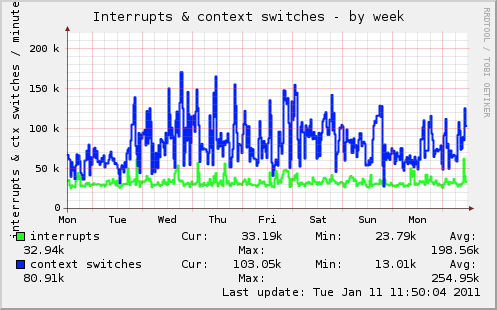 Interrupts & context switches - by week
interrupts & ctx switches / minute
RRDTOOL / TOBI OETIKER
200 k
150 k
100 k
50 k
0
Mon Tue Wed Thu Fri Sat Sun Mon
interrupts Cur: 33.19k Min: 23.79k Avg:
32.94k Max: 198.56k
context switches Cur: 103.05k Min: 13.01k Avg:
80.91k Max: 254.95k
Last update: Tue Jan 11 11:50:04 2011